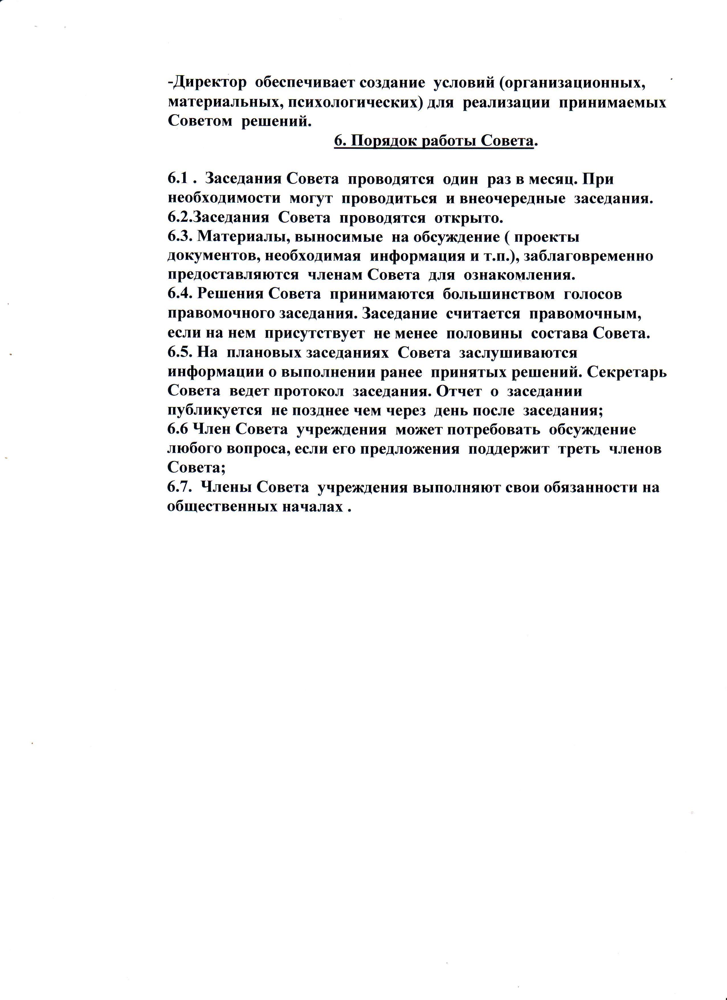 -Директор обеспечивает создание условий (организационных,
материальных, психологических) для реализации принимаемых
Советом решений.
6. Порядок работы Совета.
6.1 . Заседания Совета проводятся один раз в месяц. При
необходимости могут проводиться и внеочередные заседания.
6.2.Заседания Совета проводятся открыто.
6.3. Материалы, выносимые на обсуждение ( проекты
документов, необходимая информация и т.п.), заблаговременно
предоставляются членам Совета для ознакомления.
6.4. Решения Совета принимаются большинством голосов
правомочного заседания. Заседание считается правомочным,
если на нем присутствует не менее половины состава Совета.
6.5. На плановых заседаниях Совета заслушиваются
информации о выполнении ранее принятых решений. Секретарь
Совета ведет протокол заседания. Отчет о заседании
публикуется не позднее чем через день после заседания;
6.6 Член Совета учреждения может потребовать обсуждение
любого вопроса, если его предложения поддержит треть членов
Совета;
6.7. Члены Совета учреждения выполняют свои обязанности на
общественных началах .